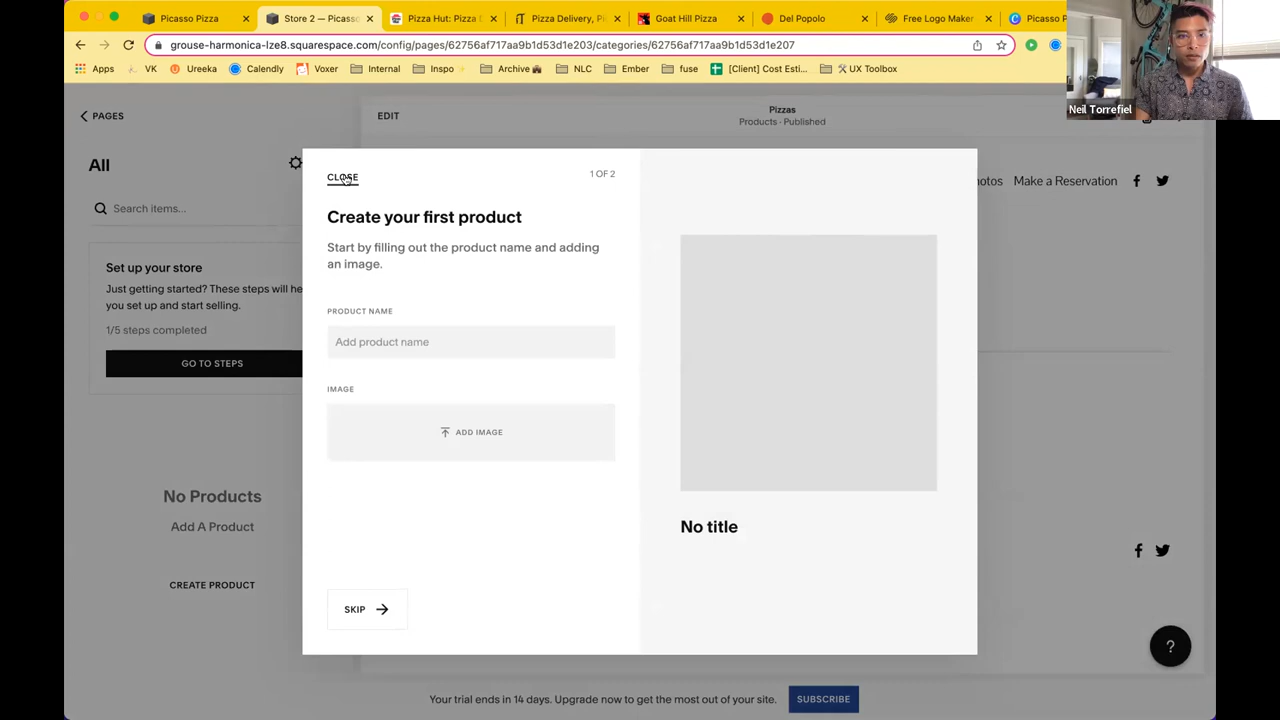 Picasso Pizza
Store 2 — Picasso
Pizza Hut: Pizza D
Pizza Delivery, Pi
Goat Hill Pizza
Del Popolo
Free Logo Maker
Picasso P
grouse-harmonica-lze8.squarespace.com/config/pages/62756af717aa9b1d53d1e203/categories/62756af717aa9b1d53d1e207
Apps
VK
Ureeka
Calendly
Voxer
Internal
Inspo
Archive
NLC
Ember
fuse
[Client] Cost Esti...
UX Toolbox
Neil Torrefiel
PAGES
EDIT
Pizzas
Products · Published
All
Search items...
Set up your store
Just getting started? These steps will he
you set up and start selling.
1/5 steps completed
GO TO STEPS
No Products
Add A Product
CREATE PRODUCT
CLOSE
1 OF 2
Create your first product
Start by filling out the product name and adding
an image.
PRODUCT NAME
Add product name
IMAGE
ADD IMAGE
SKIP
No title
hotos
Make a Reservation
?
Your trial ends in 14 days. Upgrade now to get the most out of your site.
SUBSCRIBE